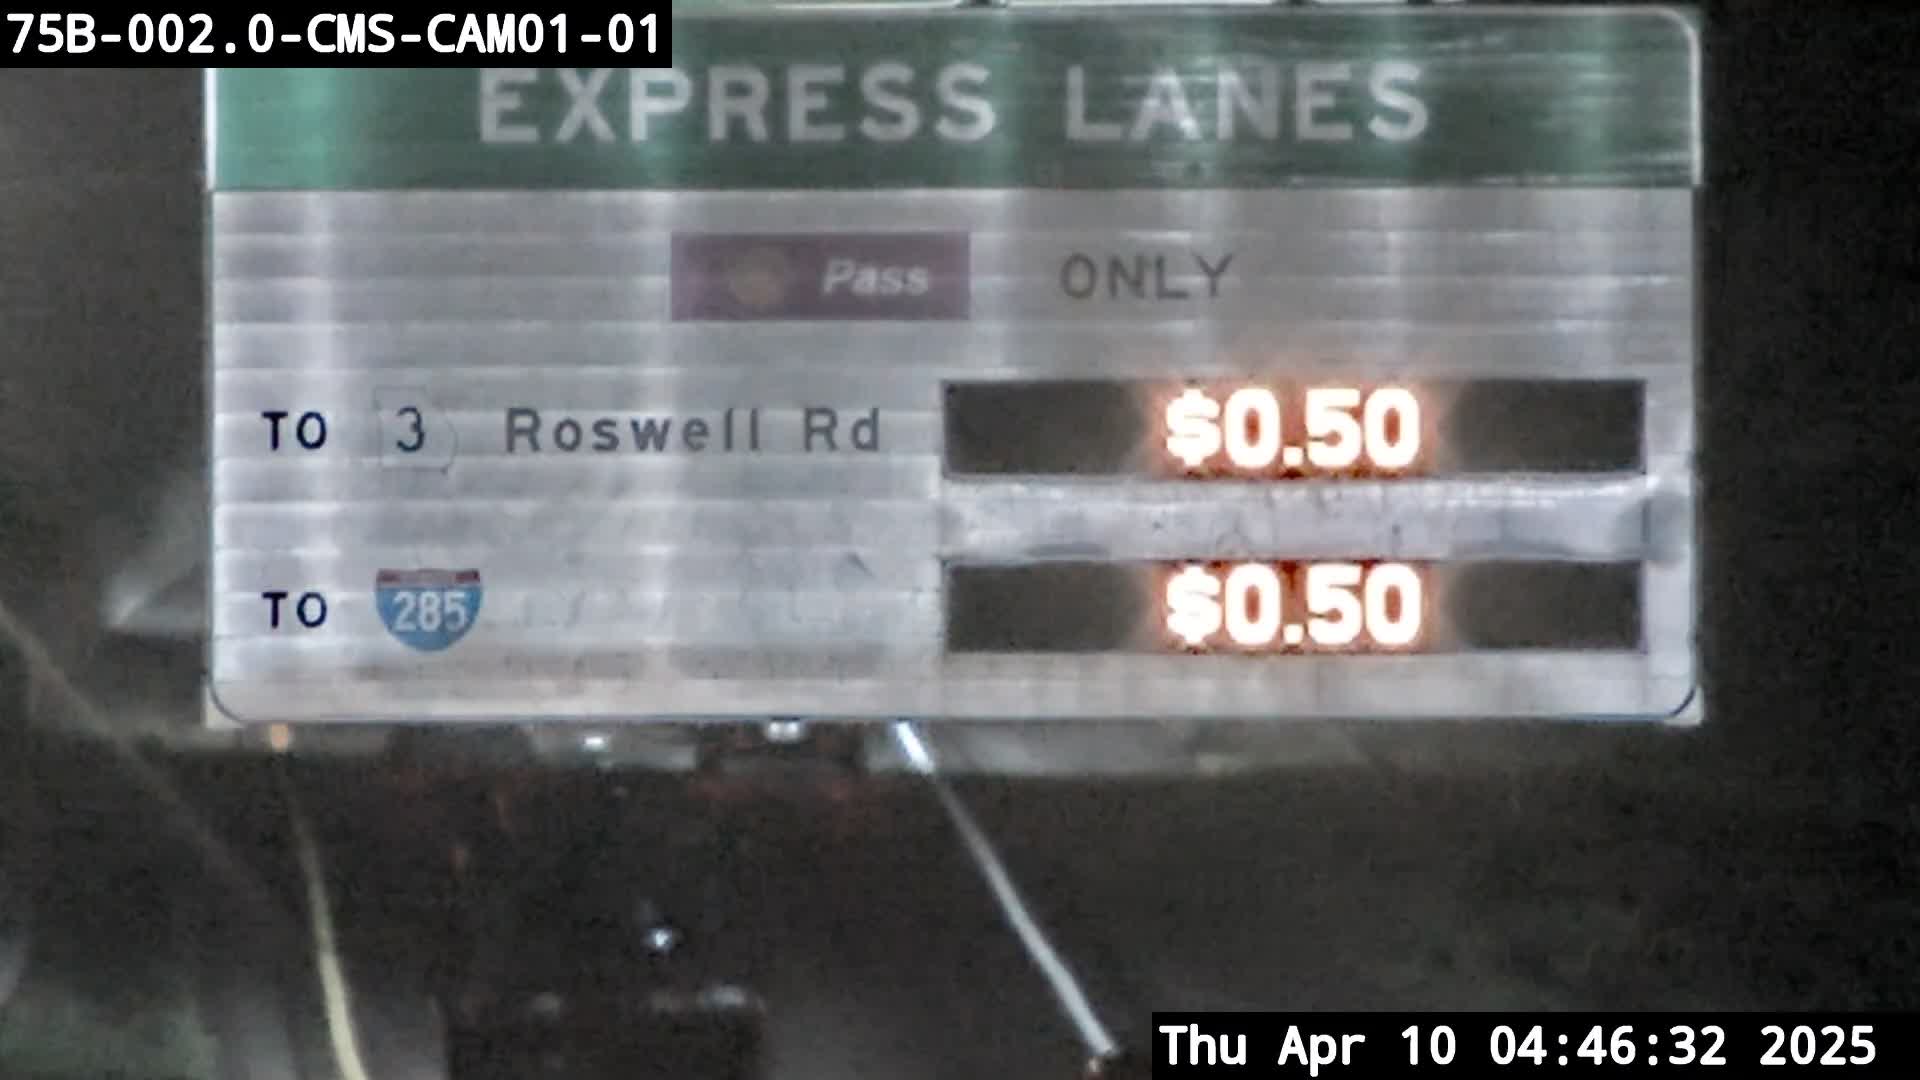 75B-002.0-CMS-CAM01-01
EXPRESS LANES
Pass ONLY
TO 3 Roswell Rd $0.50
TO 285 $0.50
Thu Apr 10 04:46:32 2025